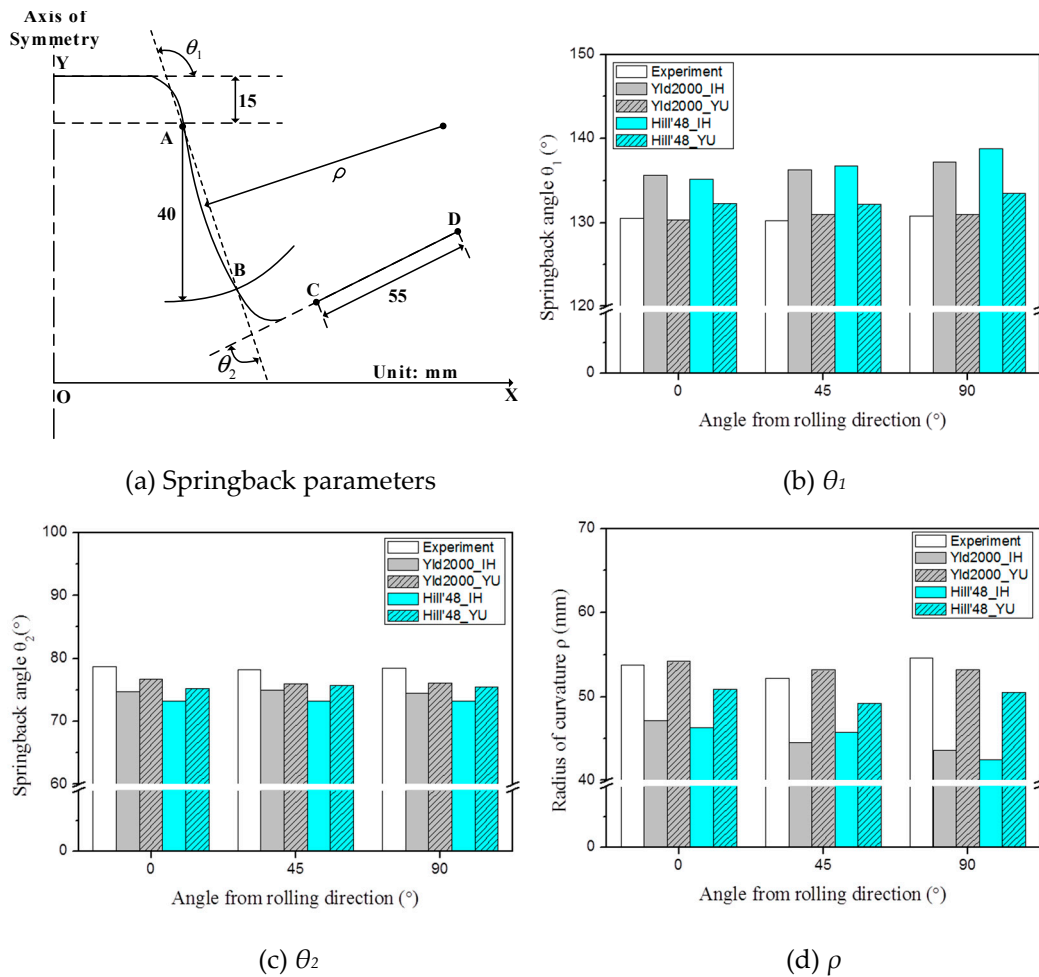 Axis of
Symmetry
Y
θ1
15
A
ρ
40
D
B
C
55
θ2
Unit: mm
O
X
(a) Springback parameters
150
140
130
120
0
Springback angle θ1 (°)
Experiment
Yld2000_IH
Yld2000_YU
Hill'48_IH
Hill'48_YU
0 45 90
Angle from rolling direction (°)
(b) θ1
100
90
80
70
60
0
Springback angle θ2(°)
Experiment
Yld2000_IH
Yld2000_YU
Hill'48_IH
Hill'48_YU
0 45 90
Angle from rolling direction (°)
(c) θ2
70
60
50
40
0
Radius of curvature ρ (mm)
Experiment
Yld2000_IH
Yld2000_YU
Hill'48_IH
Hill'48_YU
0 45 90
Angle from rolling direction (°)
(d) ρ